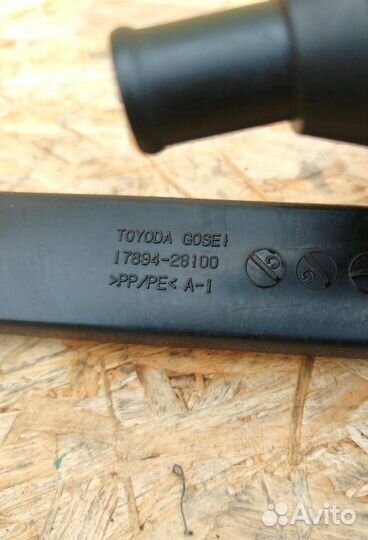 TOYODA GOSEI
17894-28100
>PP/PE< A-1
Avito